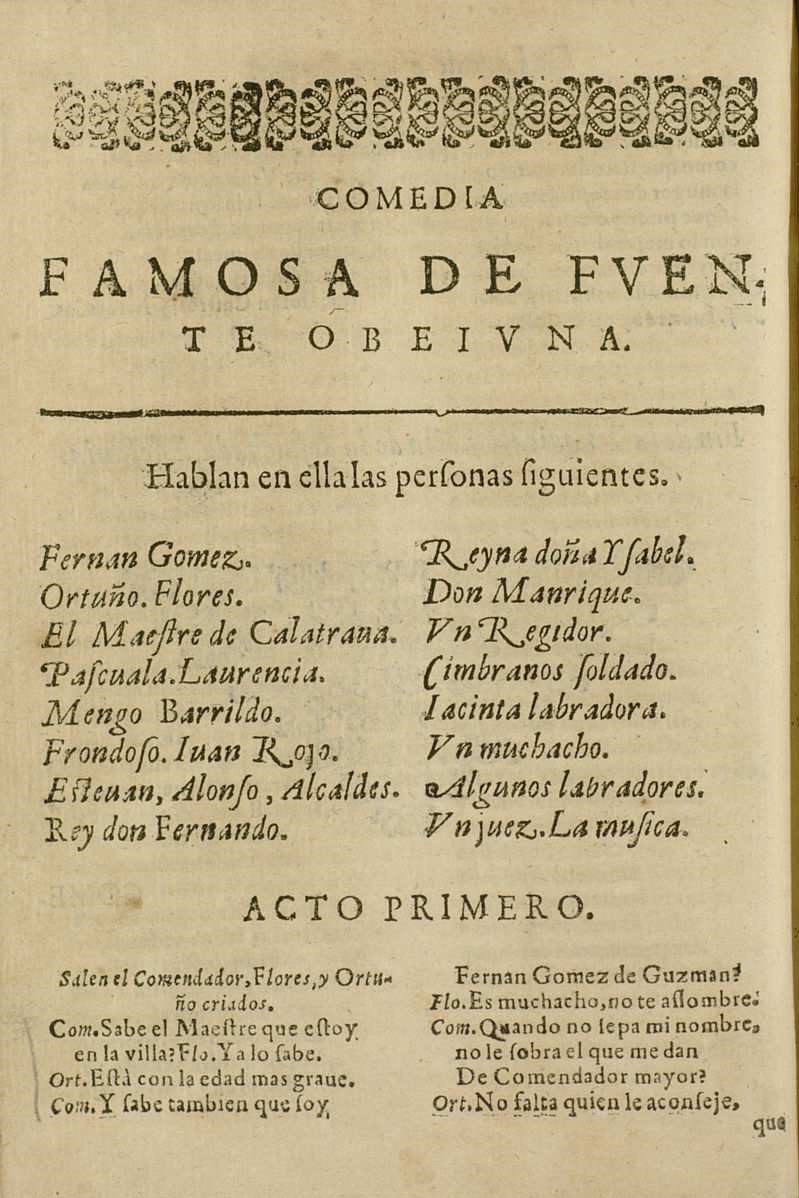 COMEDIA
FAMOSA DE FVEN-
TE OBEIVNA.
Hablan en ella las perſonas ſiguientes.
Fernan Gomez.
Ortuño. Flores.
El Maeſtre de Calatraua.
Paſcuala. Laurencia.
Mengo Barrildo.
Frondoſo. Iuan Rojo.
Eſteuan, Alonſo, Alcaldes.
Rey don Fernando.
Reyna doña Yſabel.
Don Manrique.
Vn Regidor.
Cimbranos ſoldado.
Iacinta labradora.
Vn muchacho.
Algunos labradores.
Vn juez. La muſica.
ACTO PRIMERO.
Salen el Comendador, Flores, y Ortu-
ño criados.
Com. Sabe el Maeſtre que eſtoy
en la villa? Flo. Ya lo ſabe.
Ort. Eſtà con la edad mas graue.
Com. Y ſabe tambien que ſoy
Fernan Gomez de Guzman?
Flo. Es muchacho, no te aſſombre.
Com. Quando no ſepa mi nombre,
no le ſobra el que me dan
De Comendador mayor?
Ort. No falta quien le aconſeje,
que